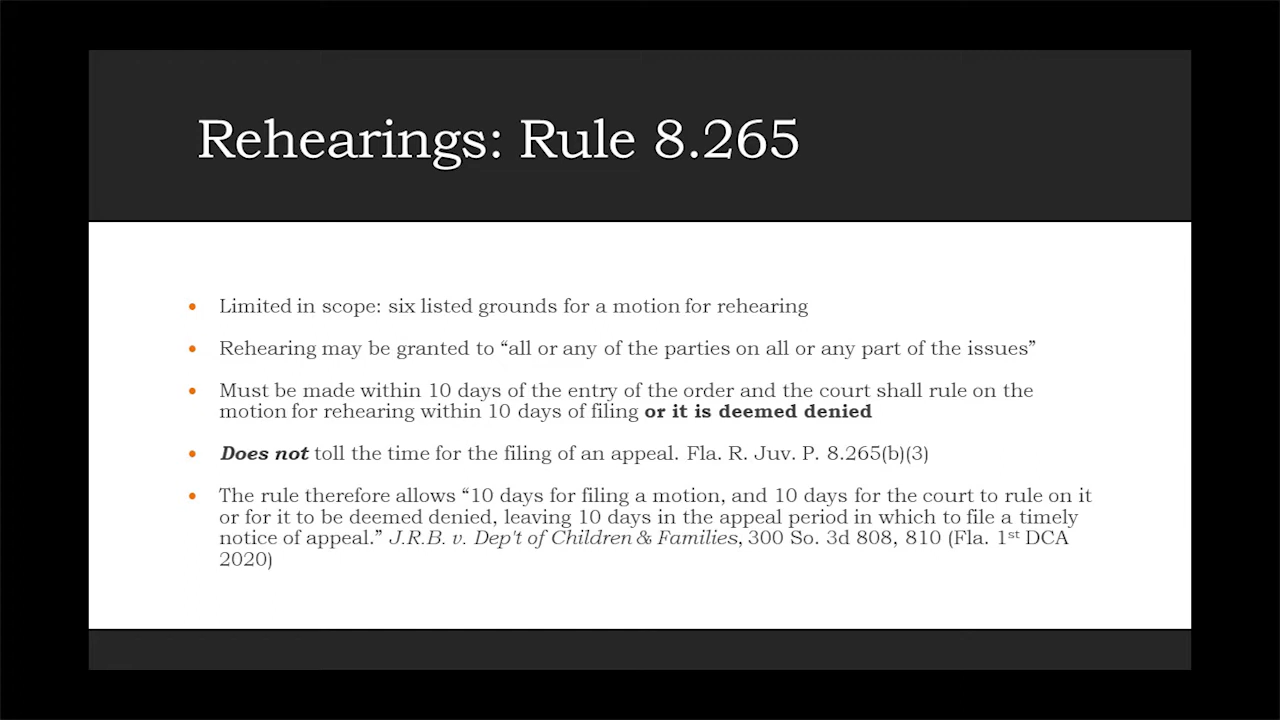 Rehearings: Rule 8.265
• Limited in scope: six listed grounds for a motion for rehearing
• Rehearing may be granted to “all or any of the parties on all or any part of the issues”
• Must be made within 10 days of the entry of the order and the court shall rule on the
motion for rehearing within 10 days of filing or it is deemed denied
• Does not toll the time for the filing of an appeal. Fla. R. Juv. P. 8.265(b)(3)
• The rule therefore allows “10 days for filing a motion, and 10 days for the court to rule on it
or for it to be deemed denied, leaving 10 days in the appeal period in which to file a timely
notice of appeal.” J.R.B. v. Dep't of Children & Families, 300 So. 3d 808, 810 (Fla. 1st DCA
2020)